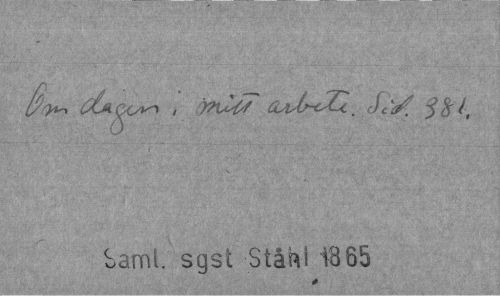 Om dagen i mitt arbete. Sid. 381.
Saml. sgst Ståhl 1865